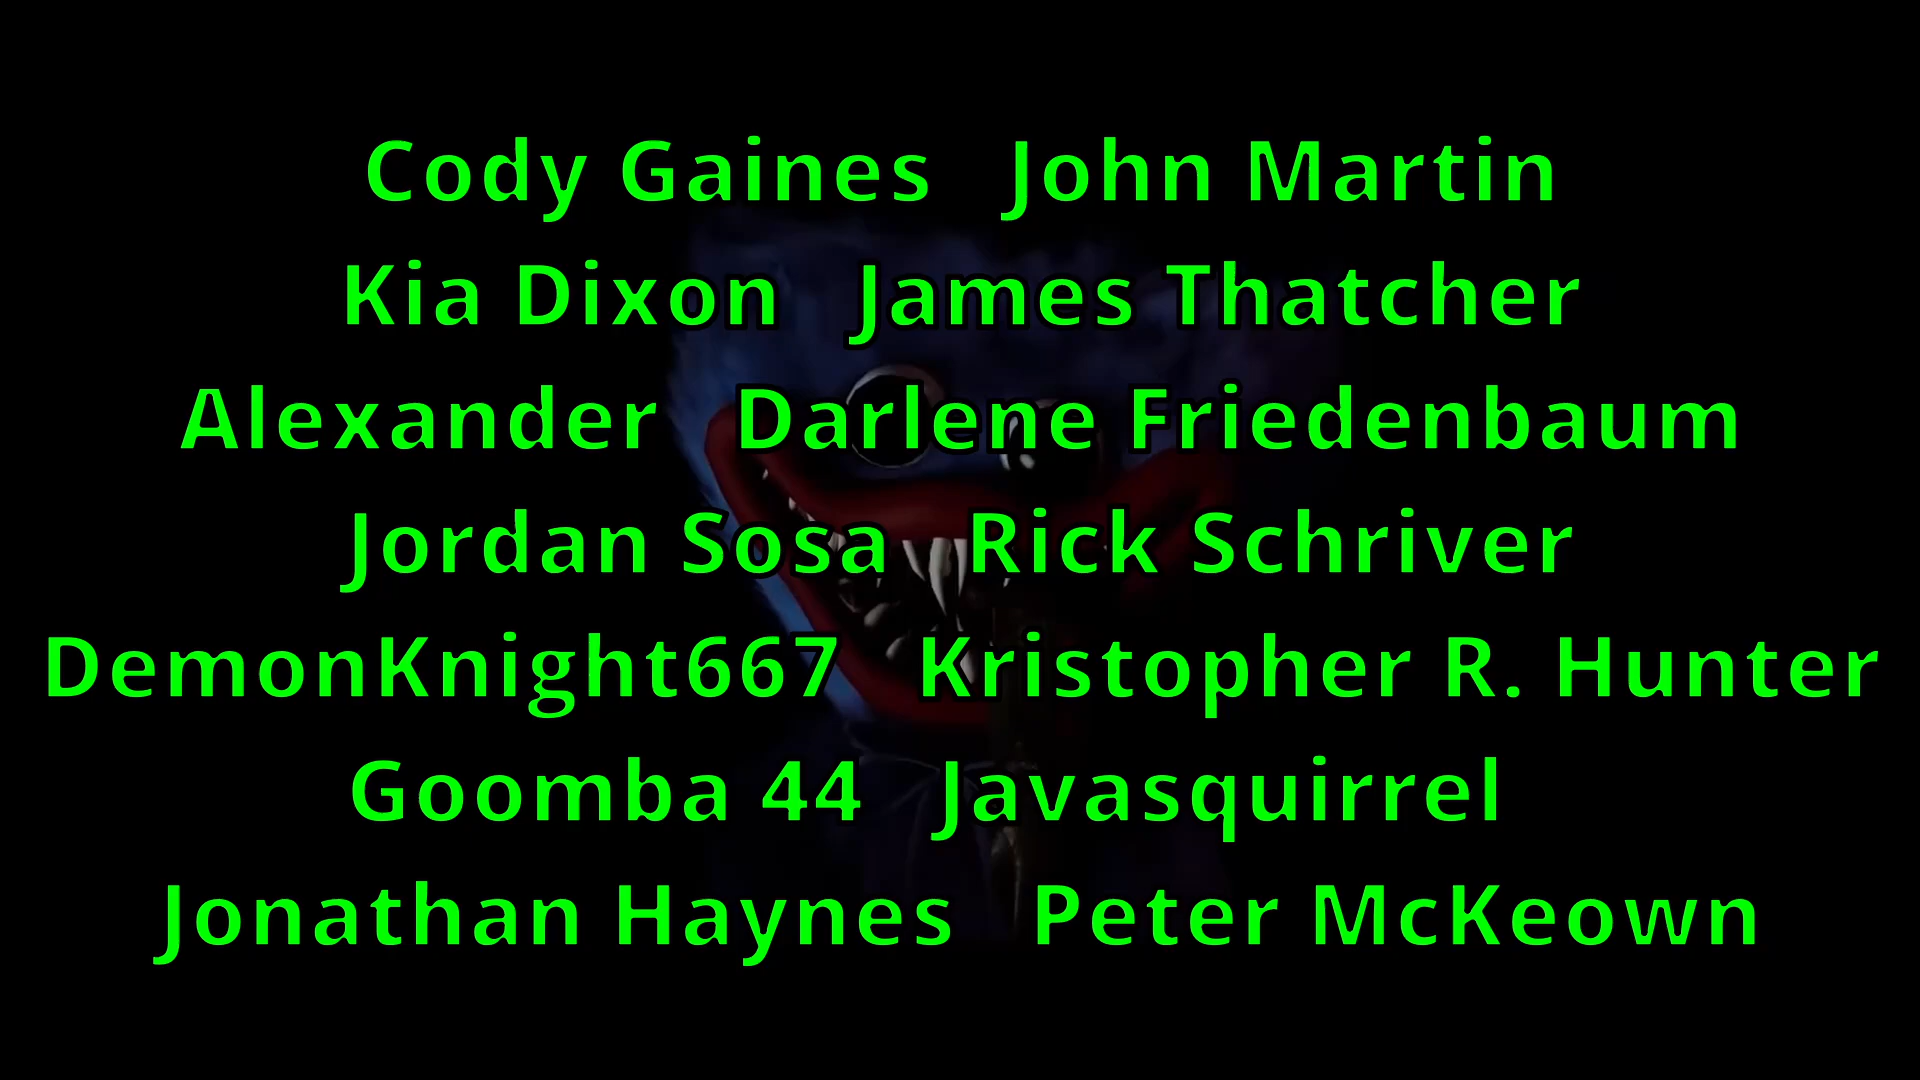 Cody Gaines John Martin
Kia Dixon James Thatcher
Alexander Darlene Friedenbaum
Jordan Sosa Rick Schriver
DemonKnight667 Kristopher R. Hunter
Goomba 44 Javasquirrel
Jonathan Haynes Peter McKeown